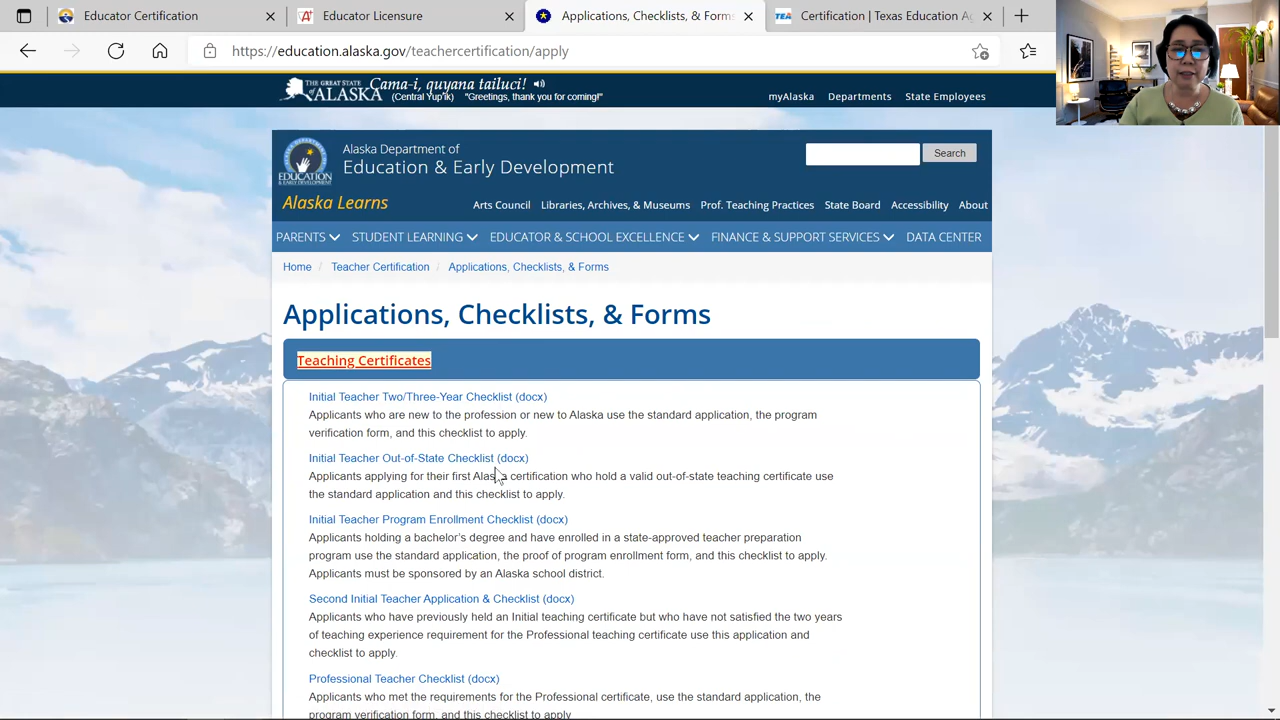 Educator Certification
Educator Licensure
Applications, Checklists, & Forms
Certification | Texas Education Ag
https://education.alaska.gov/teachercertification/apply
THE GREAT STATE of ALASKA
Cama-i, quyana tailuci!
(Central Yup'ik) "Greetings, thank you for coming!"
myAlaska Departments State Employees
EDUCATION
& EARLY DEVELOPMENT
Alaska Department of
Education & Early Development
Search
Alaska Learns
Arts Council Libraries, Archives, & Museums Prof. Teaching Practices State Board Accessibility About
PARENTS STUDENT LEARNING EDUCATOR & SCHOOL EXCELLENCE FINANCE & SUPPORT SERVICES DATA CENTER
Home / Teacher Certification / Applications, Checklists, & Forms
Applications, Checklists, & Forms
Teaching Certificates
Initial Teacher Two/Three-Year Checklist (docx)
Applicants who are new to the profession or new to Alaska use the standard application, the program
verification form, and this checklist to apply.
Initial Teacher Out-of-State Checklist (docx)
Applicants applying for their first Alaska certification who hold a valid out-of-state teaching certificate use
the standard application and this checklist to apply.
Initial Teacher Program Enrollment Checklist (docx)
Applicants holding a bachelor's degree and have enrolled in a state-approved teacher preparation
program use the standard application, the proof of program enrollment form, and this checklist to apply.
Applicants must be sponsored by an Alaska school district.
Second Initial Teacher Application & Checklist (docx)
Applicants who have previously held an Initial teaching certificate but who have not satisfied the two years
of teaching experience requirement for the Professional teaching certificate use this application and
checklist to apply.
Professional Teacher Checklist (docx)
Applicants who met the requirements for the Professional certificate, use the standard application, the
program verification form, and this checklist to apply